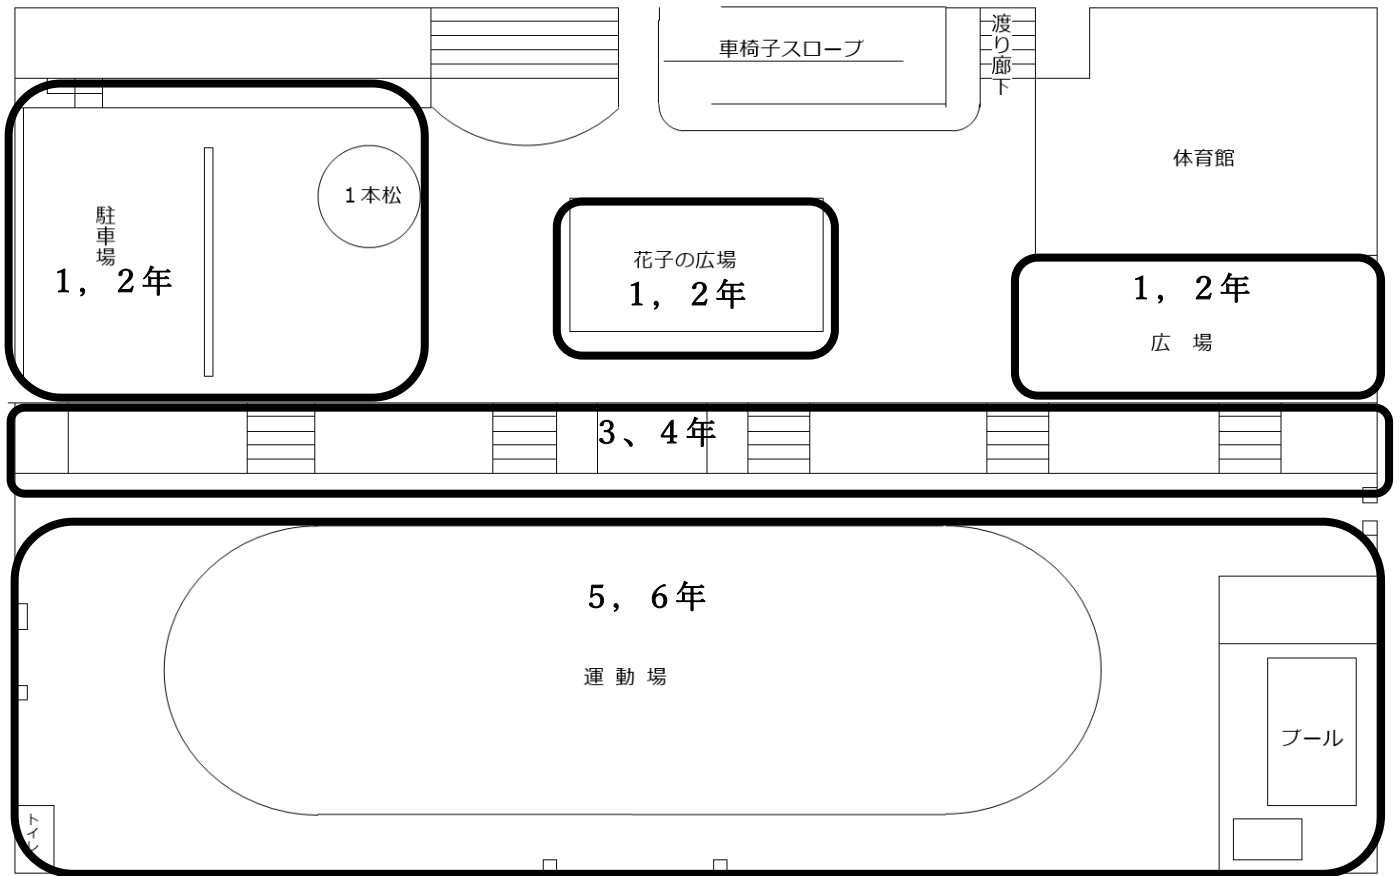 車椅子スロープ
渡り廊下
体育館
1本松
駐車場
1，2年
花子の広場
1，2年
1，2年
広　場
3、4年
5，6年
運 動 場
プール
トイレ